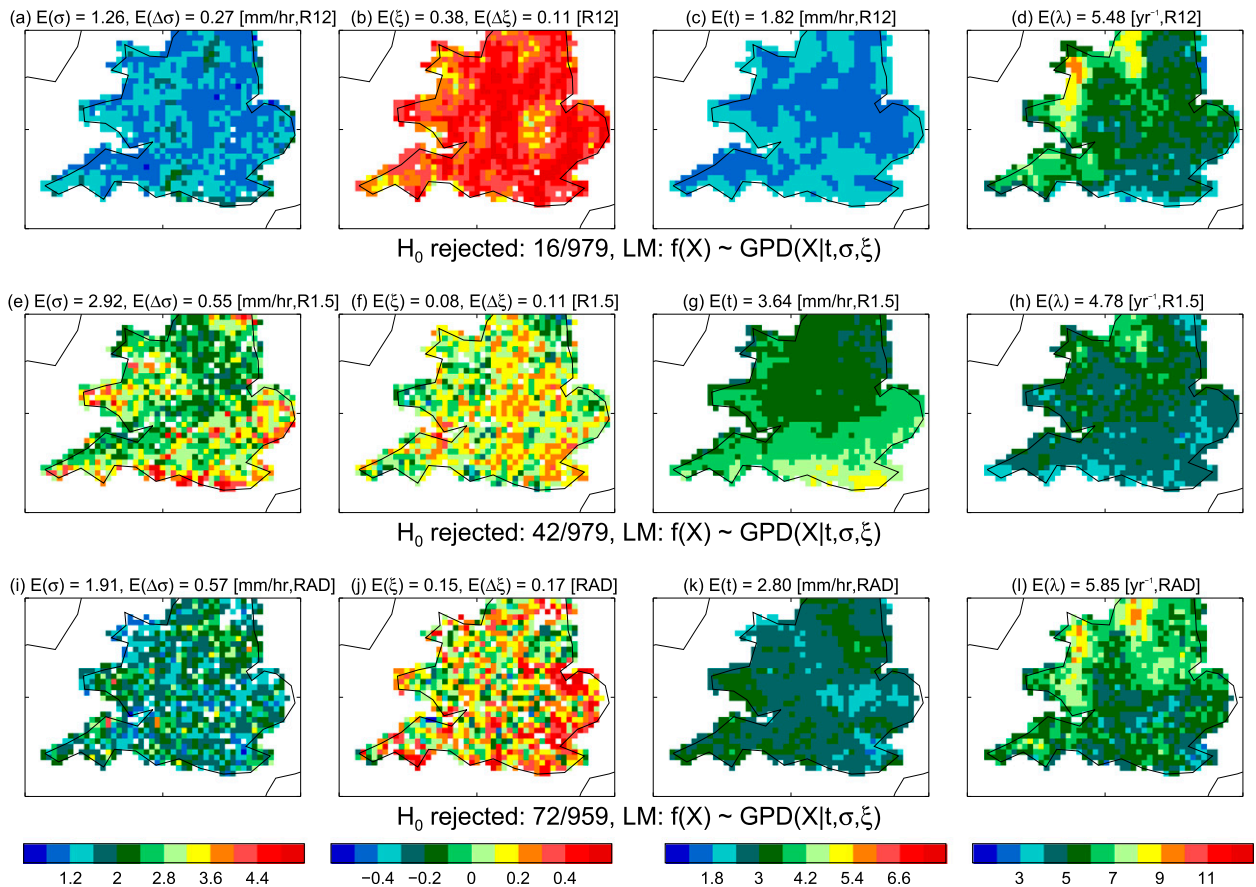 (a) E(σ) = 1.26, E(Δσ) = 0.27 [mm/hr,R12]
(b) E(ξ) = 0.38, E(Δξ) = 0.11 [R12]
(c) E(t) = 1.82 [mm/hr,R12]
(d) E(λ) = 5.48 [yr⁻¹,R12]
H₀ rejected: 16/979, LM: f(X) ~ GPD(X|t,σ,ξ)
(e) E(σ) = 2.92, E(Δσ) = 0.55 [mm/hr,R1.5]
(f) E(ξ) = 0.08, E(Δξ) = 0.11 [R1.5]
(g) E(t) = 3.64 [mm/hr,R1.5]
(h) E(λ) = 4.78 [yr⁻¹,R1.5]
H₀ rejected: 42/979, LM: f(X) ~ GPD(X|t,σ,ξ)
(i) E(σ) = 1.91, E(Δσ) = 0.57 [mm/hr,RAD]
(j) E(ξ) = 0.15, E(Δξ) = 0.17 [RAD]
(k) E(t) = 2.80 [mm/hr,RAD]
(l) E(λ) = 5.85 [yr⁻¹,RAD]
H₀ rejected: 72/959, LM: f(X) ~ GPD(X|t,σ,ξ)
1.2 2 2.8 3.6 4.4
−0.4 −0.2 0 0.2 0.4
1.8 3 4.2 5.4 6.6
3 5 7 9 11